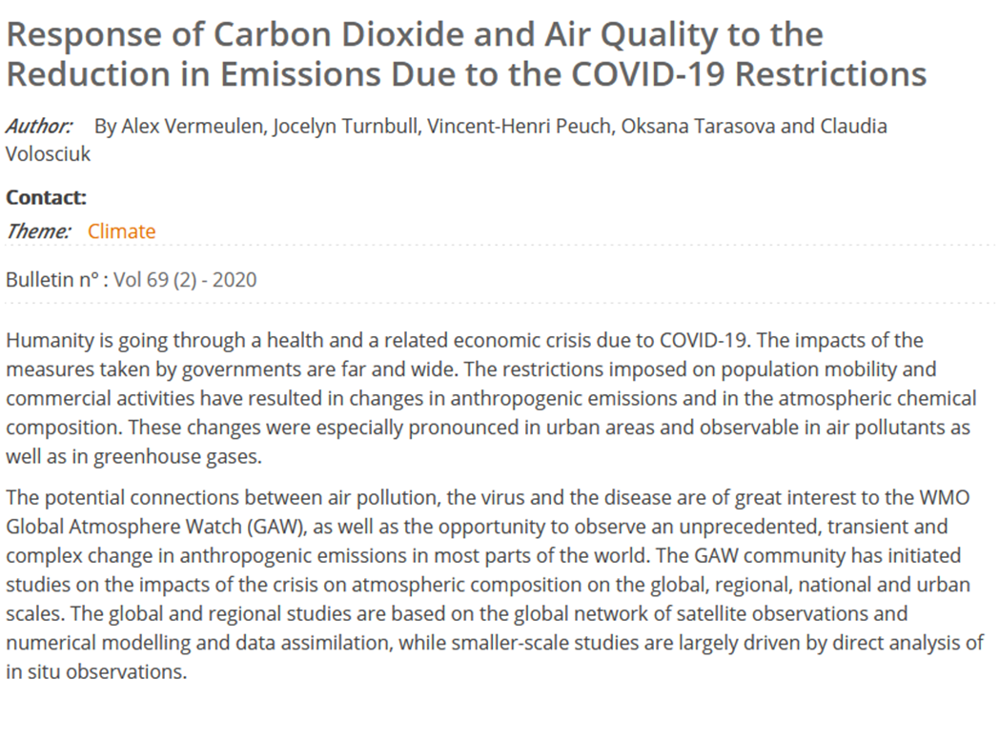 Response of Carbon Dioxide and Air Quality to the
Reduction in Emissions Due to the COVID-19 Restrictions
Author: By Alex Vermeulen, Jocelyn Turnbull, Vincent-Henri Peuch, Oksana Tarasova and Claudia
Volosciuk
Contact:
Theme: Climate
Bulletin n° : Vol 69 (2) - 2020
Humanity is going through a health and a related economic crisis due to COVID-19. The impacts of the
measures taken by governments are far and wide. The restrictions imposed on population mobility and
commercial activities have resulted in changes in anthropogenic emissions and in the atmospheric chemical
composition. These changes were especially pronounced in urban areas and observable in air pollutants as
well as in greenhouse gases.
The potential connections between air pollution, the virus and the disease are of great interest to the WMO
Global Atmosphere Watch (GAW), as well as the opportunity to observe an unprecedented, transient and
complex change in anthropogenic emissions in most parts of the world. The GAW community has initiated
studies on the impacts of the crisis on atmospheric composition on the global, regional, national and urban
scales. The global and regional studies are based on the global network of satellite observations and
numerical modelling and data assimilation, while smaller-scale studies are largely driven by direct analysis of
in situ observations.